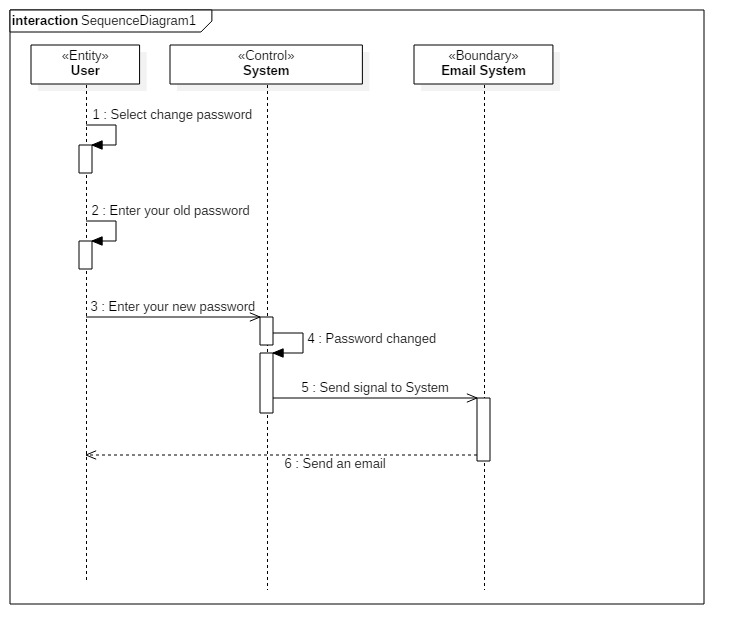 interaction SequenceDiagram1
«Entity»
User
«Control»
System
«Boundary»
Email System
1 : Select change password
2 : Enter your old password
3 : Enter your new password
4 : Password changed
5 : Send signal to System
6 : Send an email